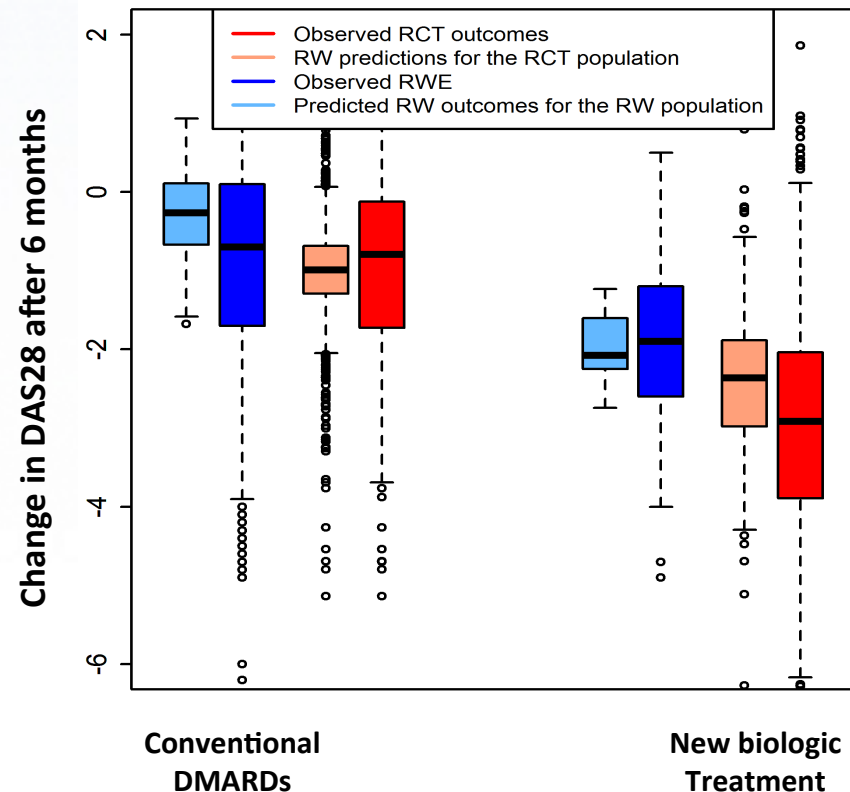 Observed RCT outcomes
RW predictions for the RCT population
Observed RWE
Predicted RW outcomes for the RW population
Change in DAS28 after 6 months
2
0
-2
-4
-6
Conventional
DMARDs
New biologic
Treatment